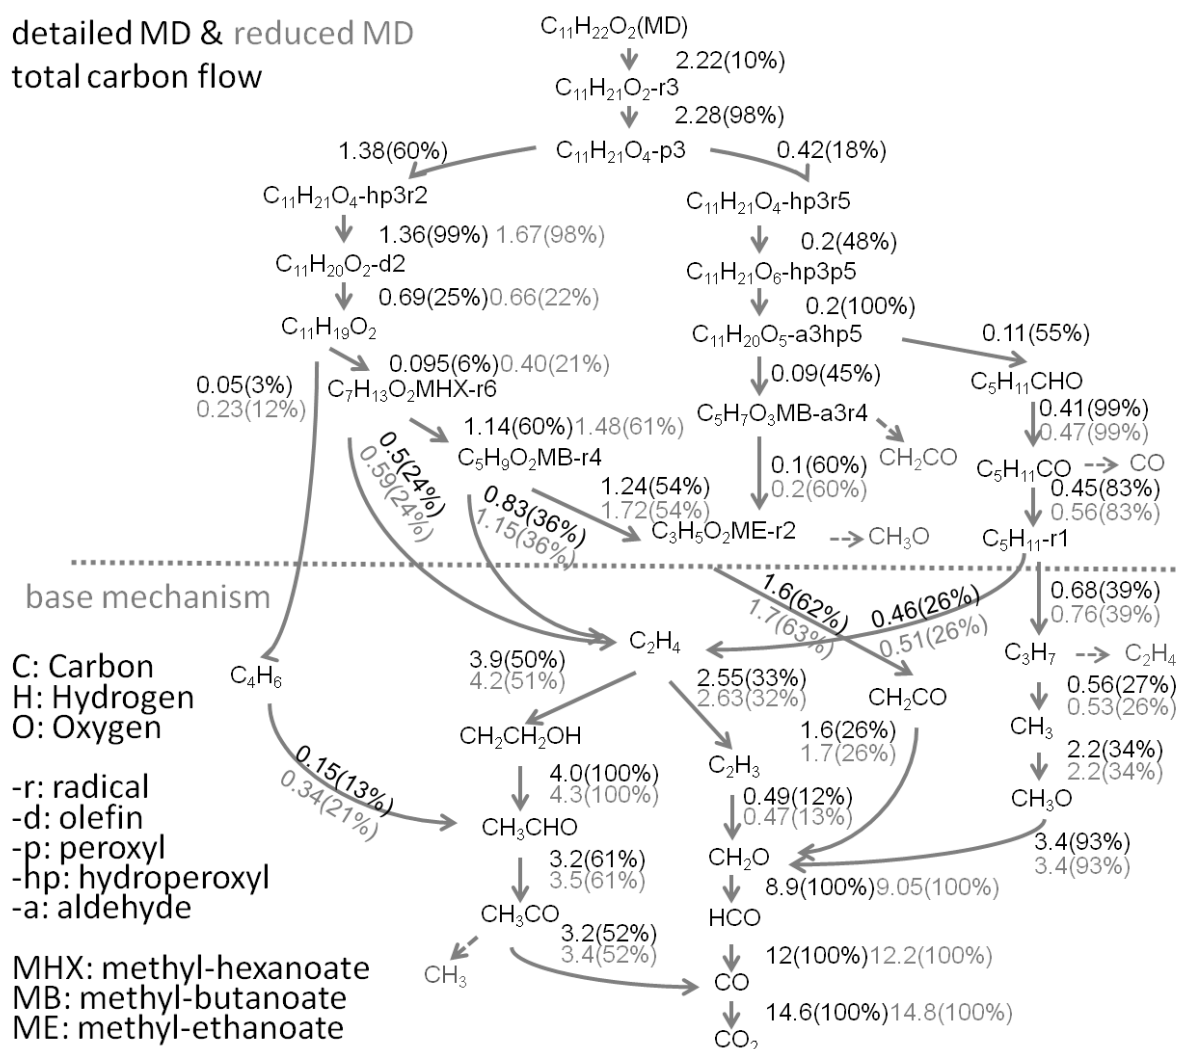 detailed MD & reduced MD
total carbon flow
C₁₁H₂₂O₂(MD)
2.22(10%)
C₁₁H₂₁O₂-r3
2.28(98%)
C₁₁H₂₁O₄-p3
1.38(60%)
0.42(18%)
C₁₁H₂₁O₄-hp3r2
C₁₁H₂₁O₄-hp3r5
1.36(99%) 1.67(98%)
0.2(48%)
C₁₁H₂₀O₂-d2
C₁₁H₂₁O₆-hp3p5
0.69(25%)0.66(22%)
0.2(100%)
C₁₁H₁₉O₂
C₁₁H₂₀O₅-a3hp5
0.11(55%)
0.095(6%)0.40(21%)
0.09(45%)
C₅H₁₁CHO
0.05(3%)
0.23(12%)
C₇H₁₃O₂MHX-r6
C₅H₇O₃MB-a3r4
0.41(99%)
0.47(99%)
1.14(60%)1.48(61%)
C₅H₉O₂MB-r4
CH₂CO
C₅H₁₁CO
CO
0.5(24%)
0.59(24%)
0.83(36%)
1.15(36%)
1.24(54%)
1.72(54%)
0.1(60%)
0.2(60%)
0.45(83%)
0.56(83%)
C₃H₅O₂ME-r2
CH₃O
C₅H₁₁-r1
base mechanism
1.6(62%)
1.7(63%)
0.46(26%)
0.51(26%)
0.68(39%)
0.76(39%)
C₂H₄
C₃H₇
C₂H₄
C: Carbon
H: Hydrogen
O: Oxygen
C₄H₆
3.9(50%)
4.2(51%)
2.55(33%)
2.63(32%)
CH₂CO
0.56(27%)
0.53(26%)
CH₂CH₂OH
1.6(26%)
1.7(26%)
CH₃
C₂H₃
2.2(34%)
2.2(34%)
0.15(13%)
0.34(21%)
4.0(100%)
4.3(100%)
0.49(12%)
0.47(13%)
CH₃O
-r: radical
-d: olefin
-p: peroxyl
-hp: hydroperoxyl
-a: aldehyde
CH₃CHO
3.4(93%)
3.4(93%)
3.2(61%)
3.5(61%)
CH₂O
8.9(100%)9.05(100%)
CH₃CO
HCO
3.2(52%)
3.4(52%)
12(100%)12.2(100%)
CH₃
CO
14.6(100%)14.8(100%)
CO₂
MHX: methyl-hexanoate
MB: methyl-butanoate
ME: methyl-ethanoate